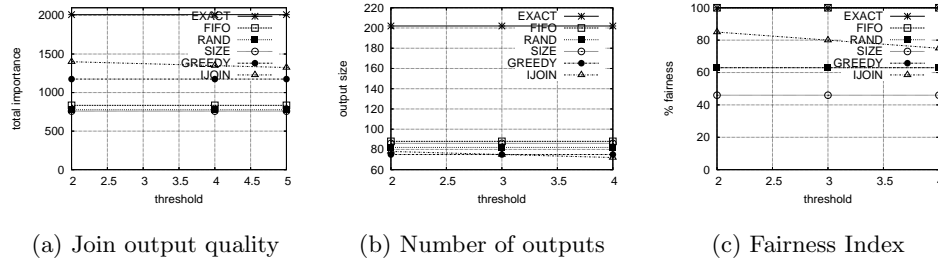 2000
1500
1000
500
0
total importance
2 2.5 3 3.5 4 4.5 5
threshold
EXACT
FIFO
RAND
SIZE
GREEDY
IJOIN
(a) Join output quality
220
200
180
160
140
120
100
80
60
output size
2 2.5 3 3.5 4
threshold
EXACT
FIFO
RAND
SIZE
GREEDY
IJOIN
(b) Number of outputs
100
80
60
40
20
0
% fairness
2 2.5 3 3.5 4
threshold
EXACT
FIFO
RAND
SIZE
GREEDY
IJOIN
(c) Fairness Index